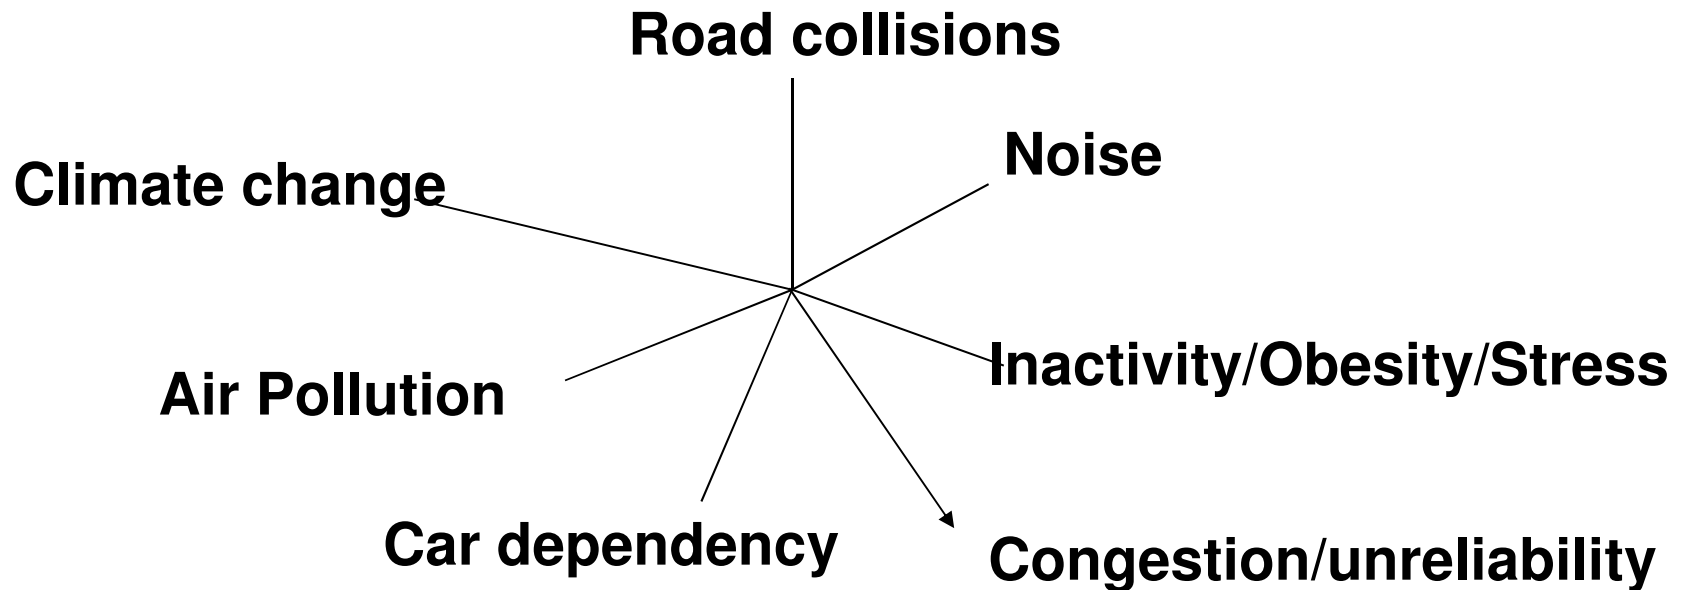 Road collisions
Noise
Climate change
Inactivity/Obesity/Stress
Air Pollution
Car dependency
Congestion/unreliability